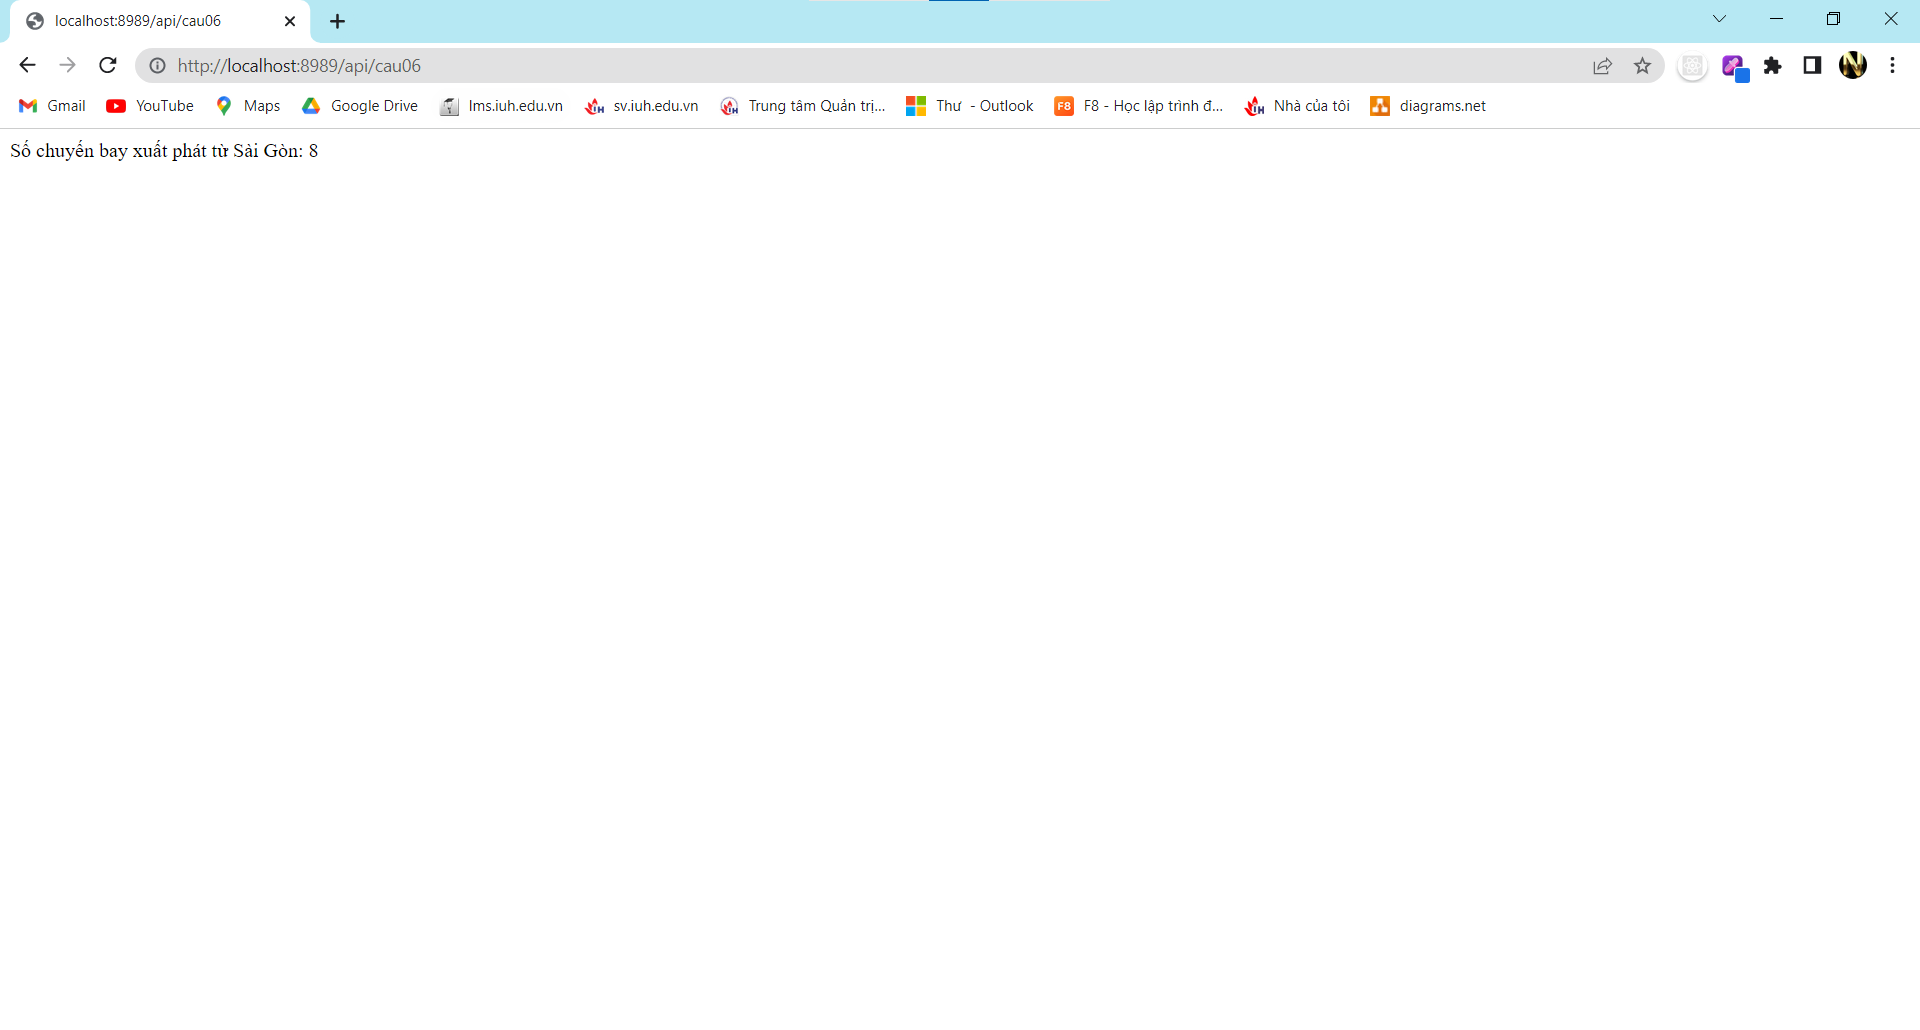 localhost:8989/api/cau06
http://localhost:8989/api/cau06
Gmail YouTube Maps Google Drive lms.iuh.edu.vn sv.iuh.edu.vn Trung tâm Quản trị... Thư - Outlook F8 F8 - Học lập trình đ... Nhà của tôi diagrams.net
Số chuyến bay xuất phát từ Sài Gòn: 8